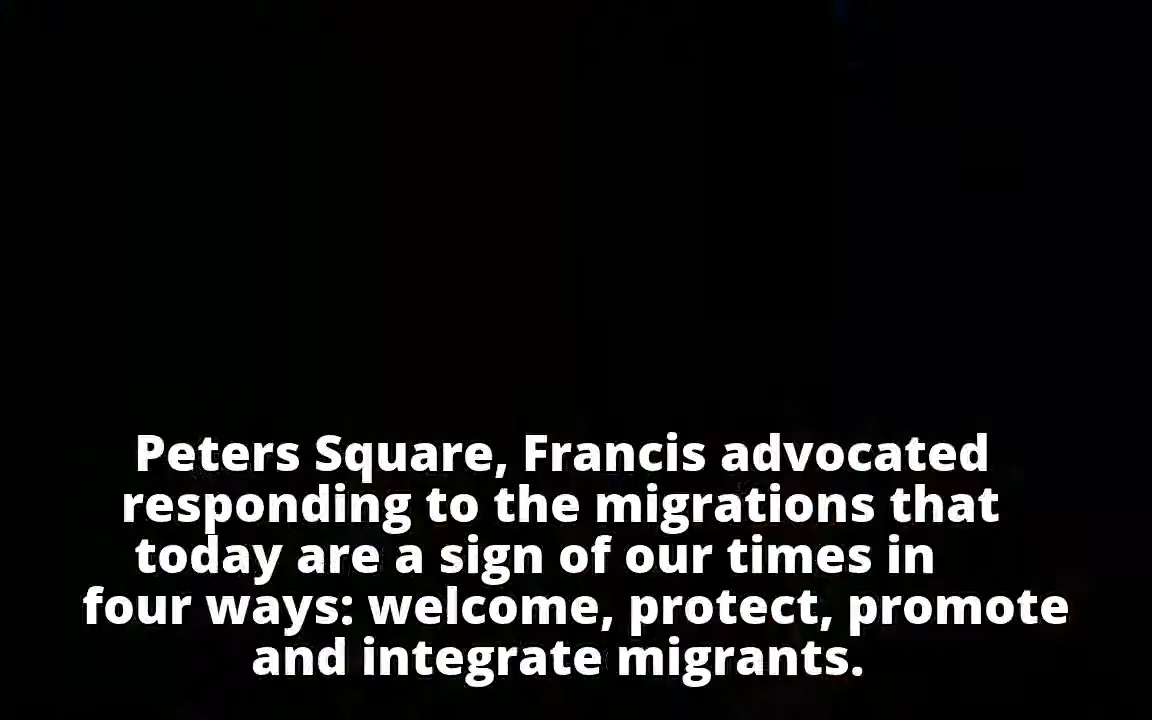 Peters Square, Francis advocated
responding to the migrations that
today are a sign of our times in
four ways: welcome, protect, promote
and integrate migrants.